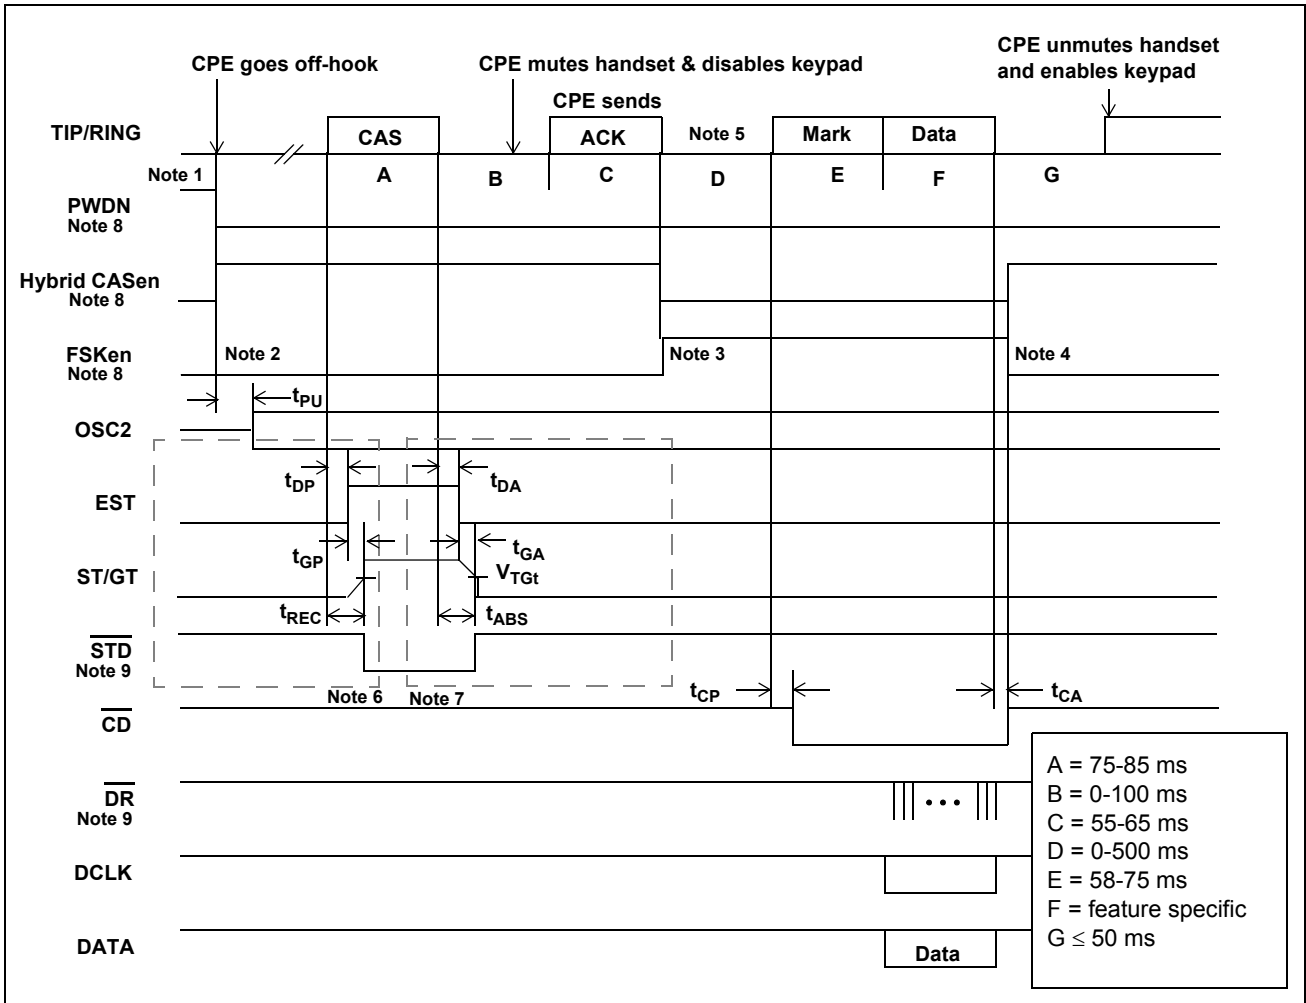 CPE goes off-hook
CPE mutes handset & disables keypad
CPE unmutes handset
and enables keypad
CPE sends
TIP/RING
CAS
ACK
Note 5
Mark
Data
Note 1
A
B
C
D
E
F
G
PWDN
Note 8
Hybrid CASen
Note 8
FSKen
Note 8
Note 2
Note 3
Note 4
tPU
OSC2
tDP
tDA
EST
tGP
tGA
ST/GT
VTGt
tREC
tABS
STD
Note 9
Note 6
Note 7
tCP
tCA
CD
DR
Note 9
• • •
DCLK
DATA
Data
A = 75-85 ms
B = 0-100 ms
C = 55-65 ms
D = 0-500 ms
E = 58-75 ms
F = feature specific
G ≤ 50 ms